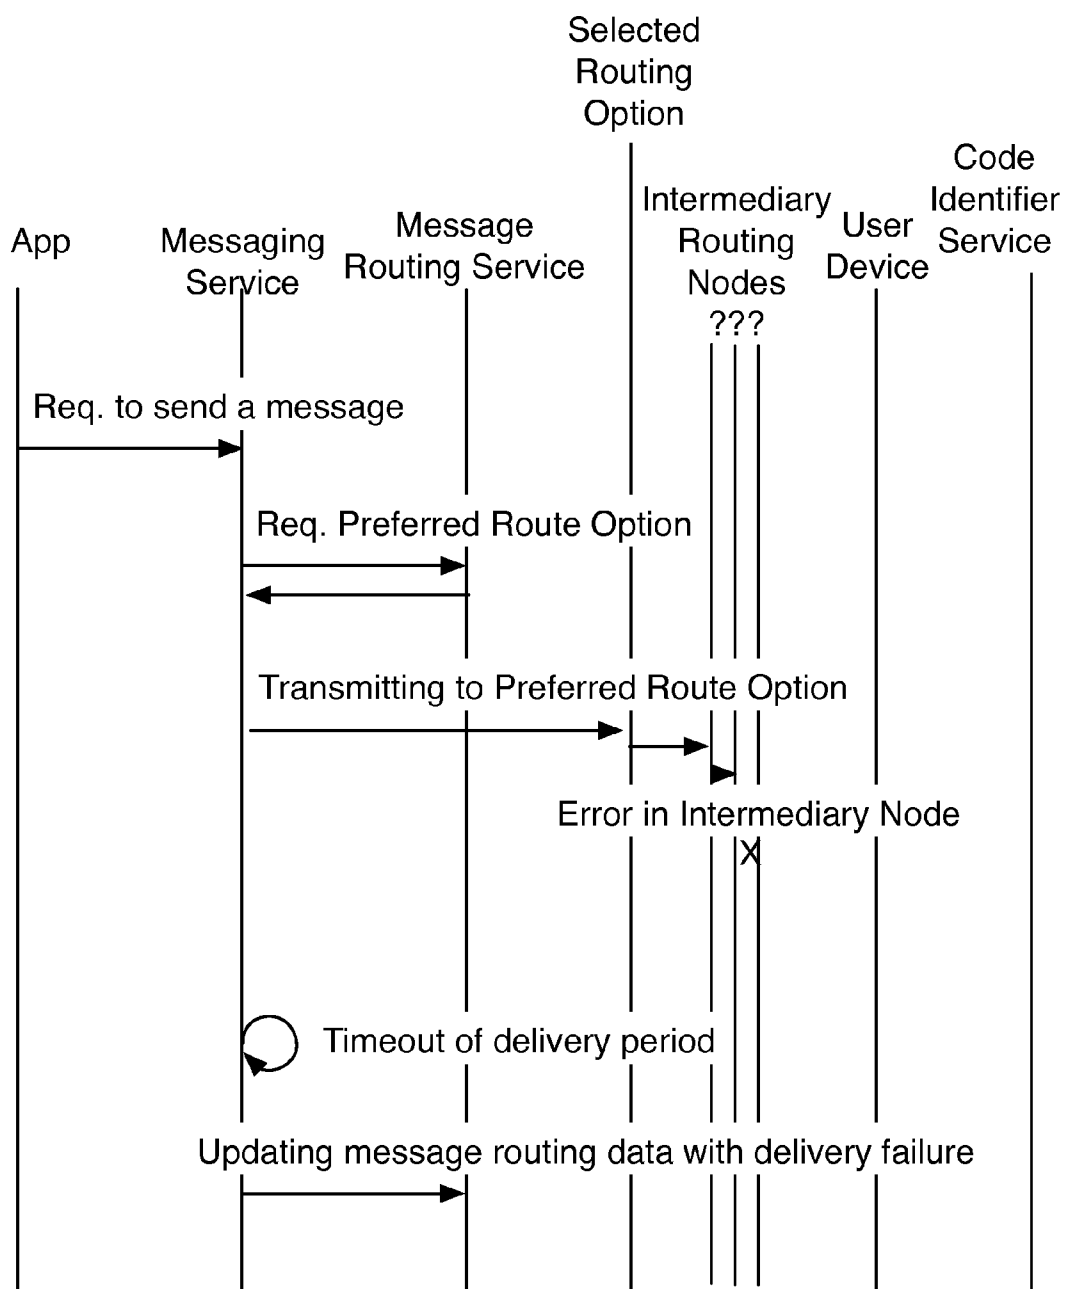 Selected
Routing
Option
App
Messaging
Service
Message
Routing Service
Intermediary
Routing
Nodes
???
User
Device
Code
Identifier
Service
Req. to send a message
Req. Preferred Route Option
Transmitting to Preferred Route Option
Error in Intermediary Node
X
Timeout of delivery period
Updating message routing data with delivery failure